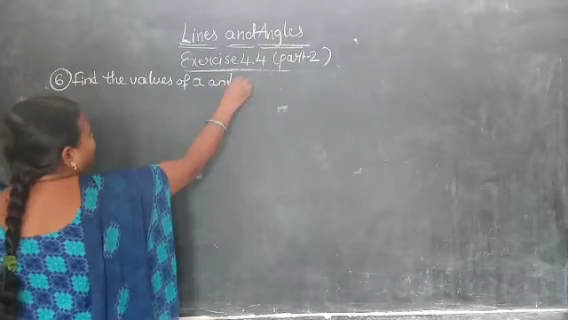 Lines and Angles
Exercise 4.4 (part-2)
⑥ find the values of x and